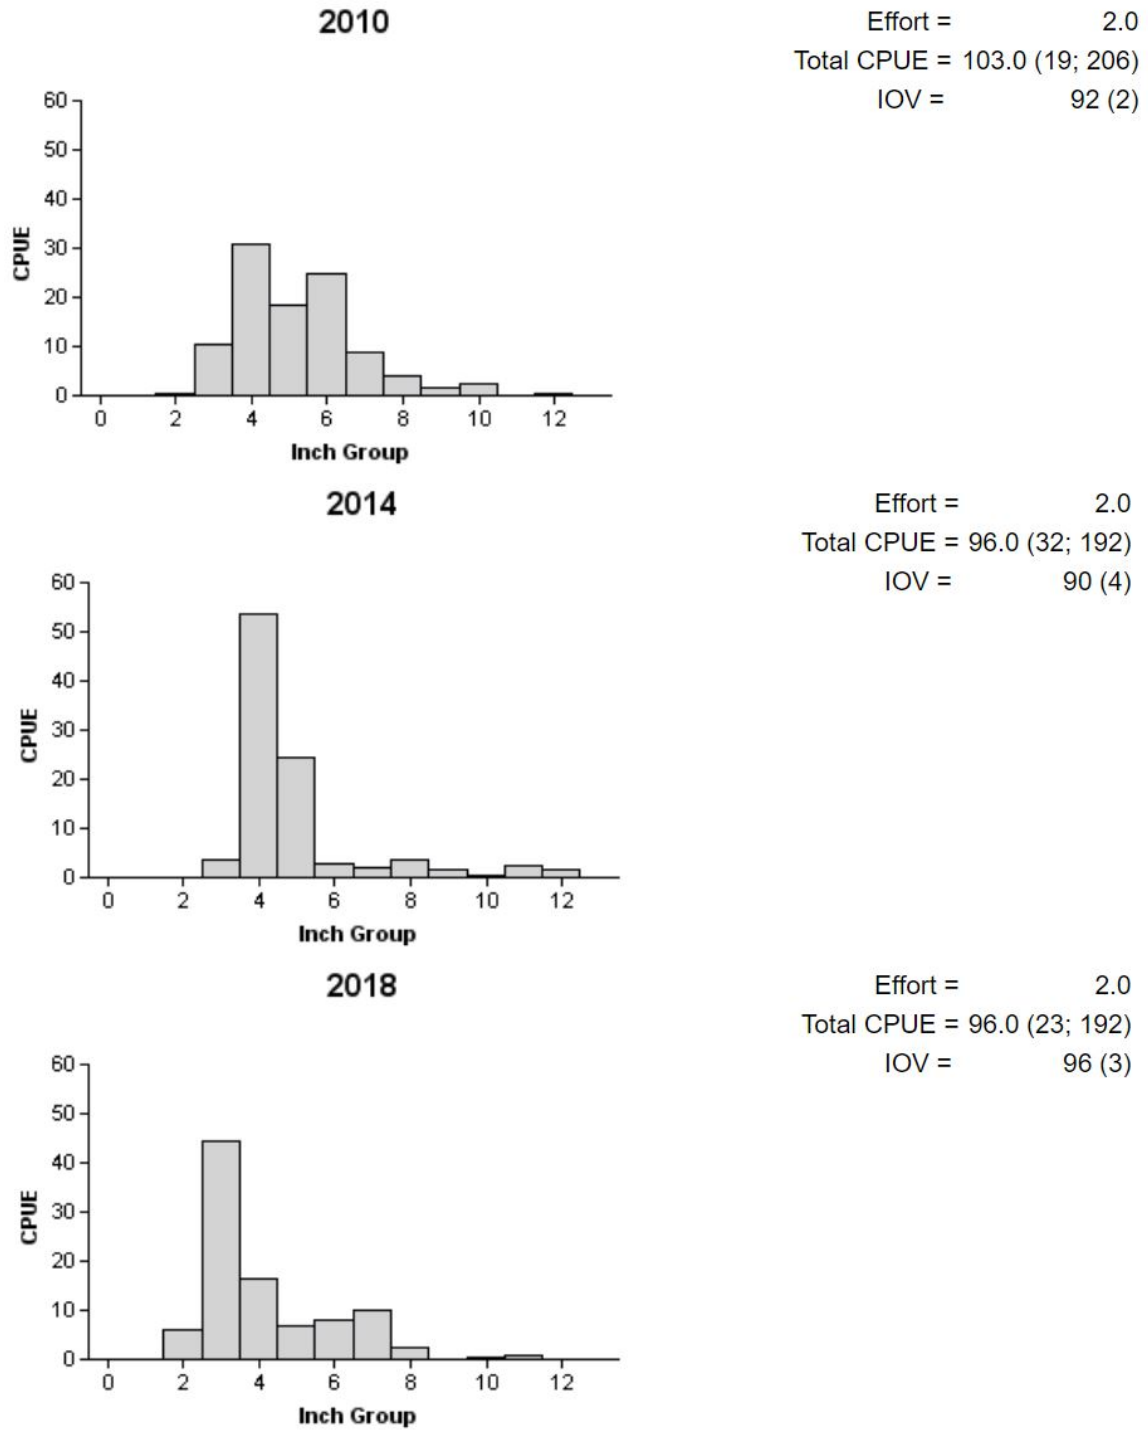 2010
Effort = 2.0
Total CPUE = 103.0 (19; 206)
IOV = 92 (2)
60
50
40
30
20
10
0
CPUE
0 2 4 6 8 10 12
Inch Group
2014
Effort = 2.0
Total CPUE = 96.0 (32; 192)
IOV = 90 (4)
60
50
40
30
20
10
0
CPUE
0 2 4 6 8 10 12
Inch Group
2018
Effort = 2.0
Total CPUE = 96.0 (23; 192)
IOV = 96 (3)
60
50
40
30
20
10
0
CPUE
0 2 4 6 8 10 12
Inch Group